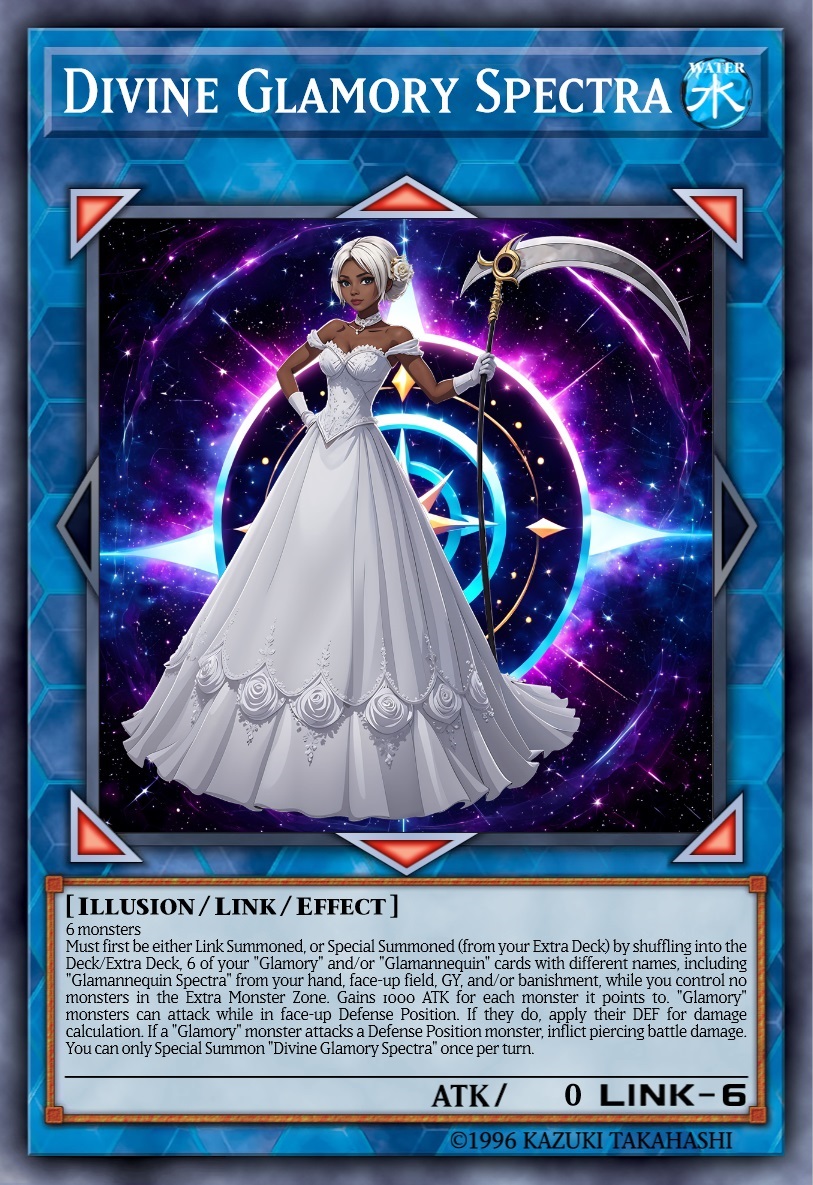 DIVINE GLAMORY SPECTRA
WATER
水
[ILLUSION/LINK/EFFECT]
6 monsters
Must first be either Link Summoned, or Special Summoned (from your Extra Deck) by shuffling into the
Deck/Extra Deck, 6 of your "Glamory" and/or "Glamannequin" cards with different names, including
"Glamannequin Spectra" from your hand, face-up field, GY, and/or banishment, while you control no
monsters in the Extra Monster Zone. Gains 1000 ATK for each monster it points to. "Glamory"
monsters can attack while in face-up Defense Position. If they do, apply their DEF for damage
calculation. If a "Glamory" monster attacks a Defense Position monster, inflict piercing battle damage.
You can only Special Summon "Divine Glamory Spectra" once per turn.
ATK/ 0 LINK-6
©1996 KAZUKI TAKAHASHI